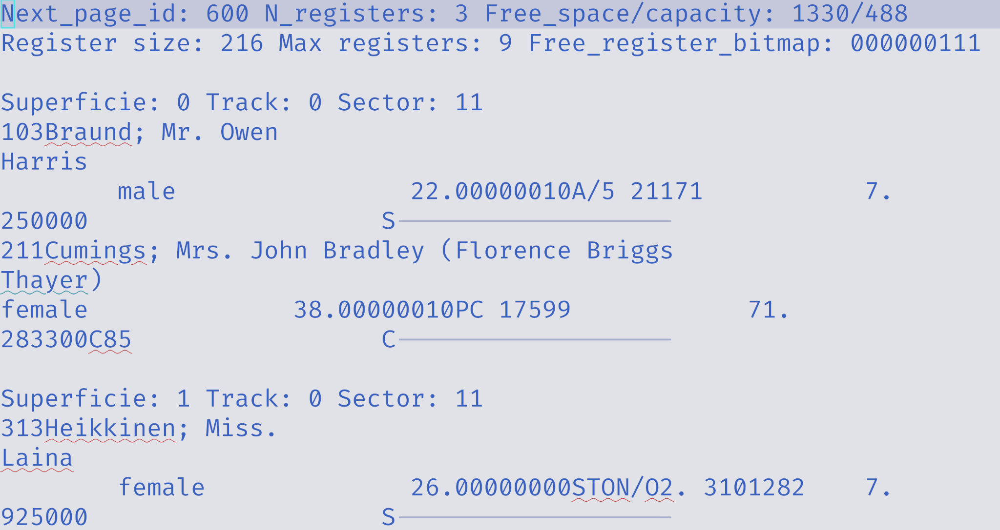 Next_page_id: 600 N_registers: 3 Free_space/capacity: 1330/488
Register size: 216 Max registers: 9 Free_register_bitmap: 000000111
Superficie: 0 Track: 0 Sector: 11
103Braund; Mr. Owen
Harris
male 22.00000010A/5 21171 7.
250000 S
211Cumings; Mrs. John Bradley (Florence Briggs
Thayer)
female 38.00000010PC 17599 71.
283300C85 C
Superficie: 1 Track: 0 Sector: 11
313Heikkinen; Miss.
Laina
female 26.00000000STON/O2. 3101282 7.
925000 S